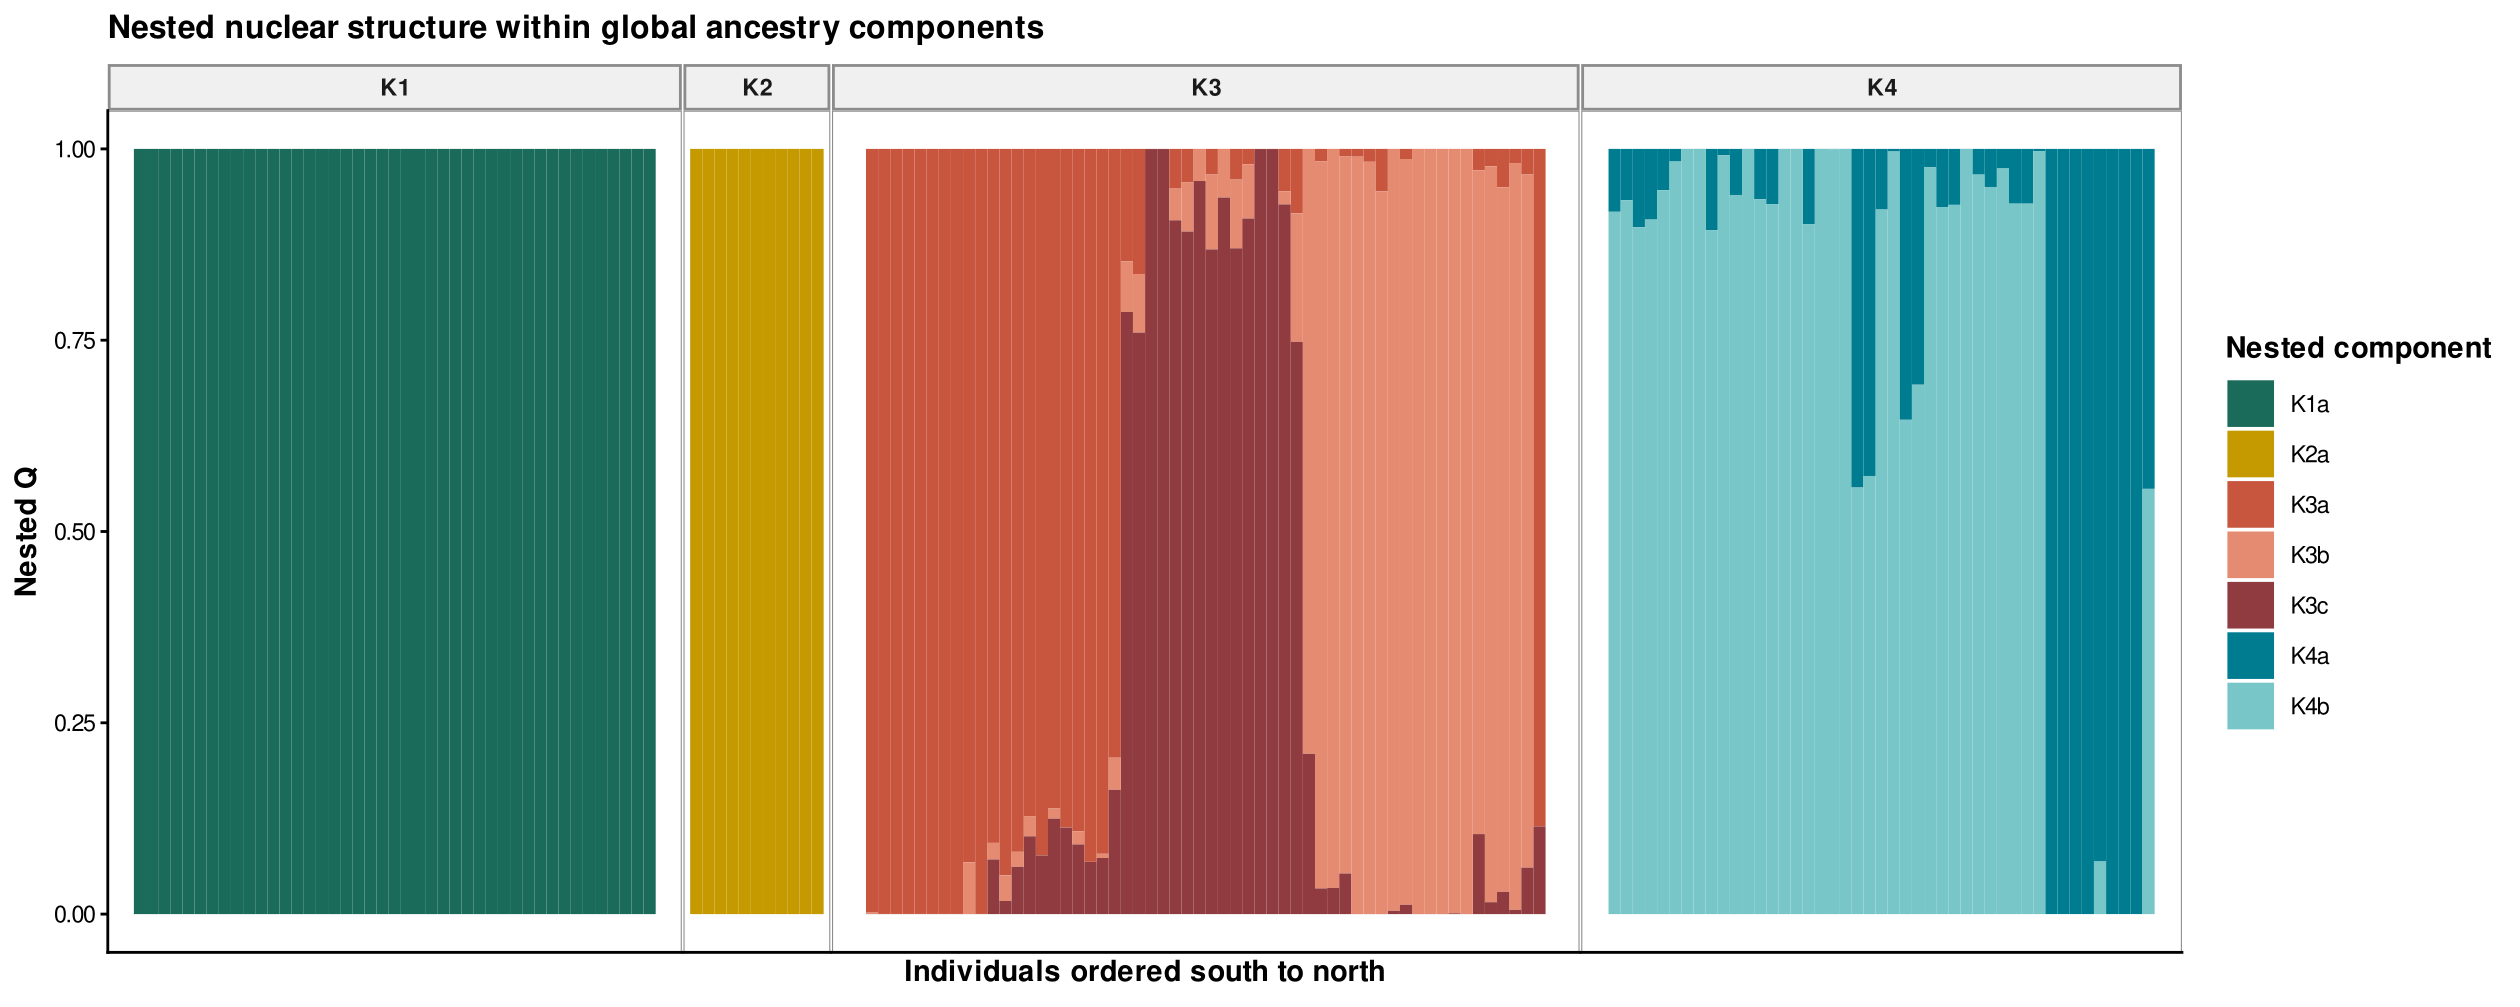 Nested nuclear structure within global ancestry components
K1
K2
K3
K4
1.00
0.75
0.50
0.25
0.00
Nested Q
Individuals ordered south to north
Nested component
K1a
K2a
K3a
K3b
K3c
K4a
K4b